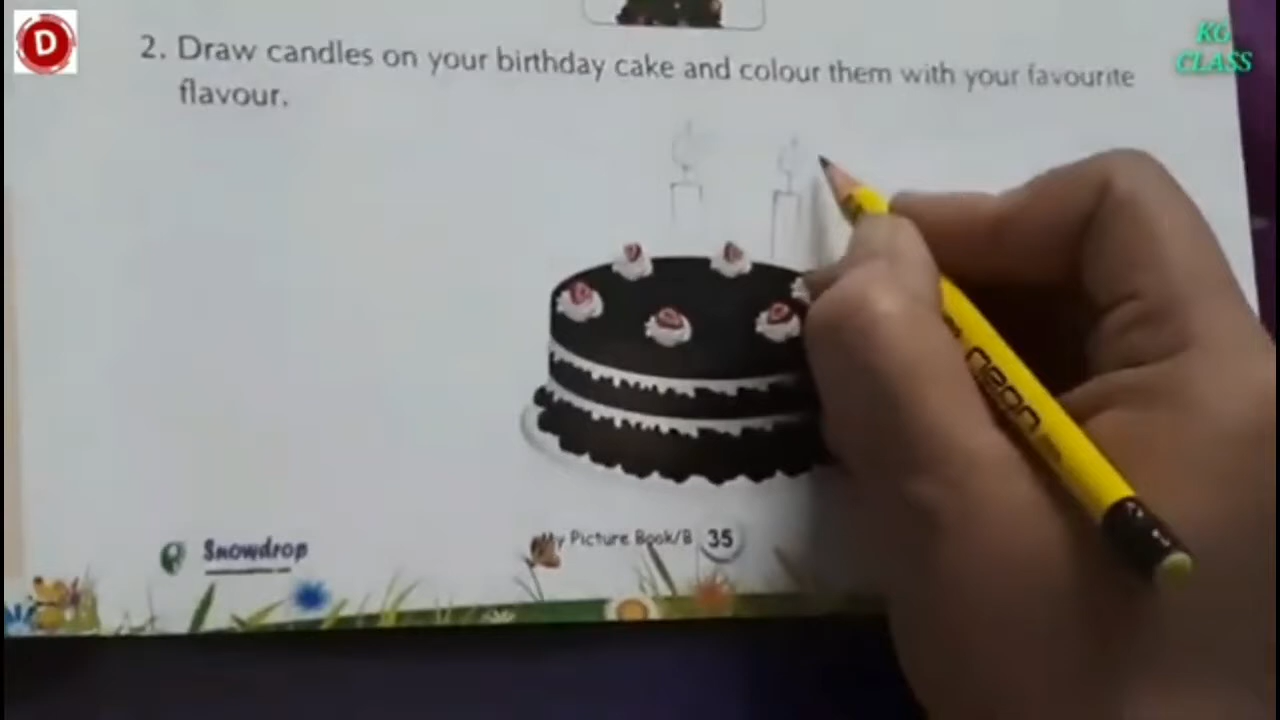 D
KG
CLASS
2. Draw candles on your birthday cake and colour them with your favourite
flavour.
neon
Snowdrop
My Picture Book/B 35